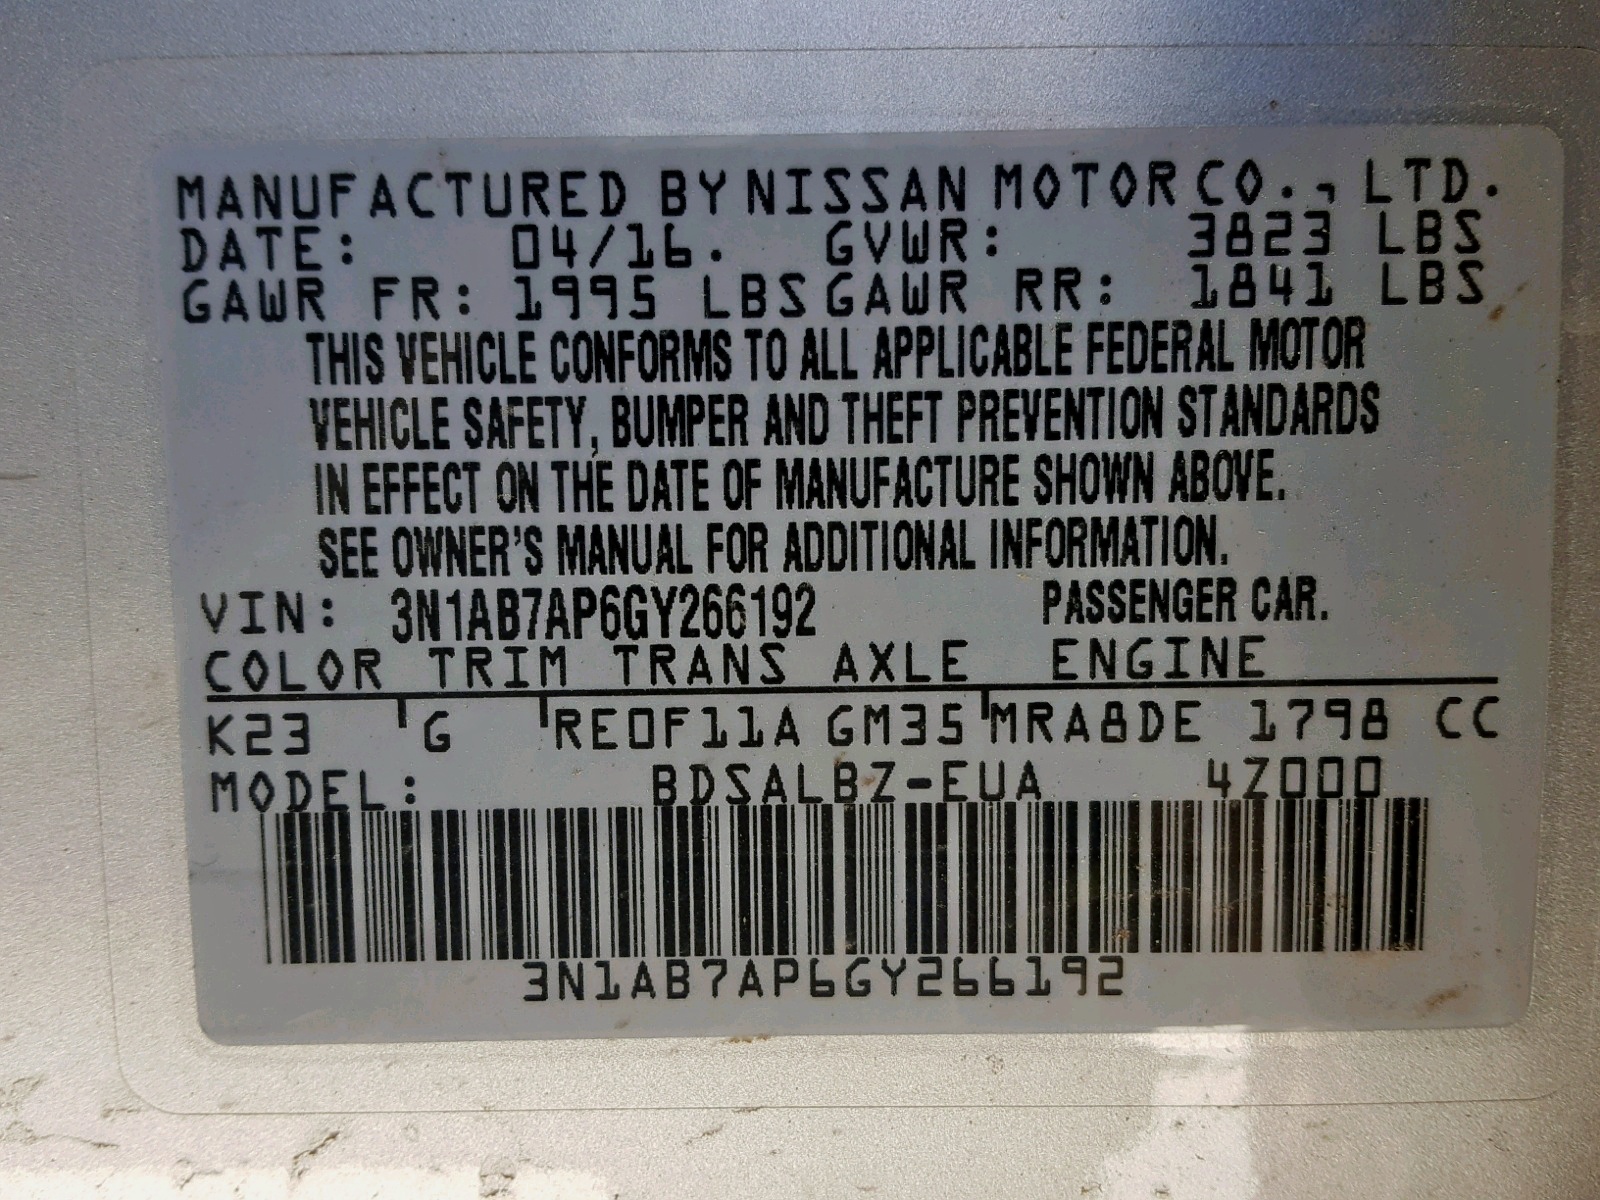 MANUFACTURED BY NISSAN MOTOR CO., LTD.
DATE: 04/16. GVWR: 3823 LBS
GAWR FR: 1995 LBS GAWR RR: 1841 LBS
THIS VEHICLE CONFORMS TO ALL APPLICABLE FEDERAL MOTOR
VEHICLE SAFETY, BUMPER AND THEFT PREVENTION STANDARDS
IN EFFECT ON THE DATE OF MANUFACTURE SHOWN ABOVE.
SEE OWNER'S MANUAL FOR ADDITIONAL INFORMATION.
VIN: 3N1AB7AP6GY266192 PASSENGER CAR.
COLOR TRIM TRANS AXLE ENGINE
K23 G RE0F11A GM35 MRA8DE 1798 CC
MODEL: BDSALBZ-EUA 4Z000
3N1AB7AP6GY266192